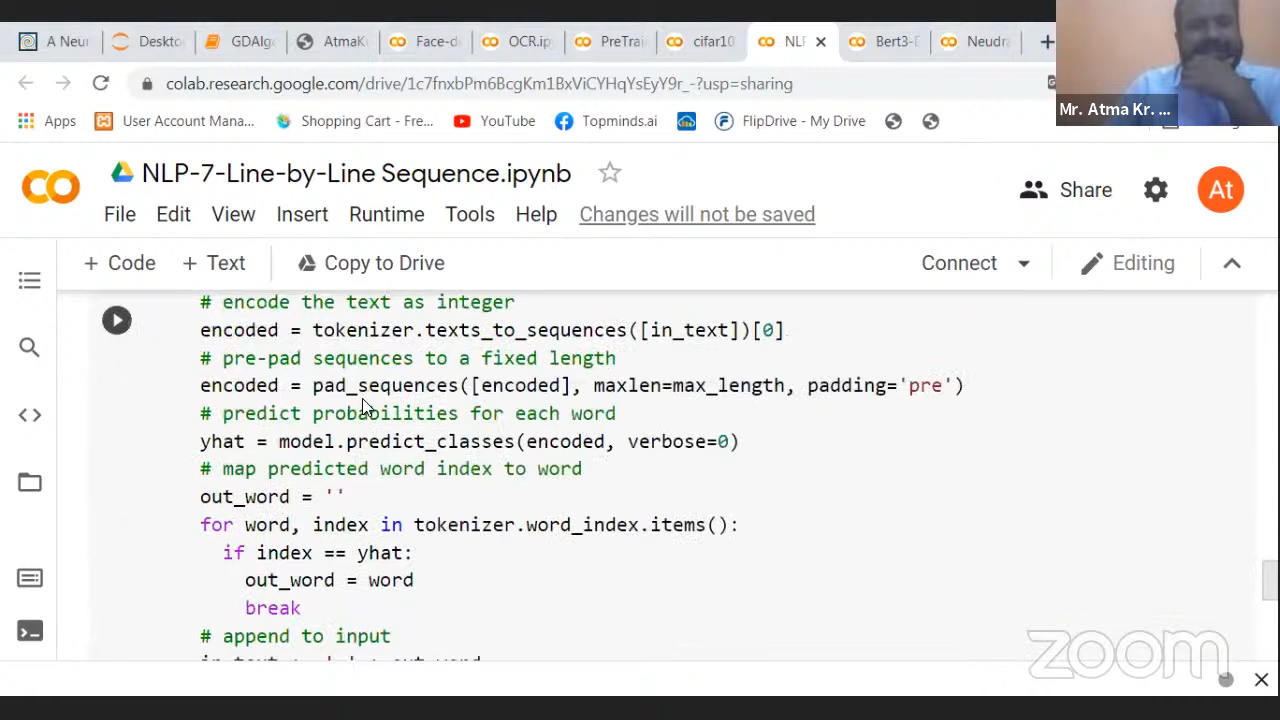 A Neu
Deskto
GDAlg
AtmaK
Face-d
OCR.ip
PreTrai
cifar10
NLF
Bert3-D
Neudra
colab.research.google.com/drive/1c7fnxbPm6BcgKm1BxViCYHqYsEyY9r_-?usp=sharing
Apps
User Account Mana...
Shopping Cart - Fre...
YouTube
Topminds.ai
FlipDrive - My Drive
Mr. Atma Kr. ...
NLP-7-Line-by-Line Sequence.ipynb
Share
At
File Edit View Insert Runtime Tools Help Changes will not be saved
+ Code + Text Copy to Drive Connect Editing
# encode the text as integer
encoded = tokenizer.texts_to_sequences([in_text])[0]
# pre-pad sequences to a fixed length
encoded = pad_sequences([encoded], maxlen=max_length, padding='pre')
# predict probabilities for each word
yhat = model.predict_classes(encoded, verbose=0)
# map predicted word index to word
out_word = ''
for word, index in tokenizer.word_index.items():
if index == yhat:
out_word = word
break
# append to input
zoom